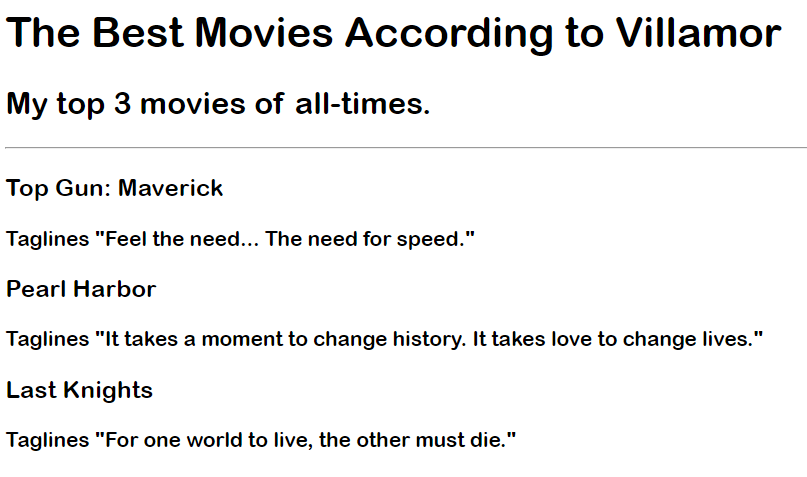 The Best Movies According to Villamor
My top 3 movies of all-times.
Top Gun: Maverick
Taglines "Feel the need... The need for speed."
Pearl Harbor
Taglines "It takes a moment to change history. It takes love to change lives."
Last Knights
Taglines "For one world to live, the other must die."